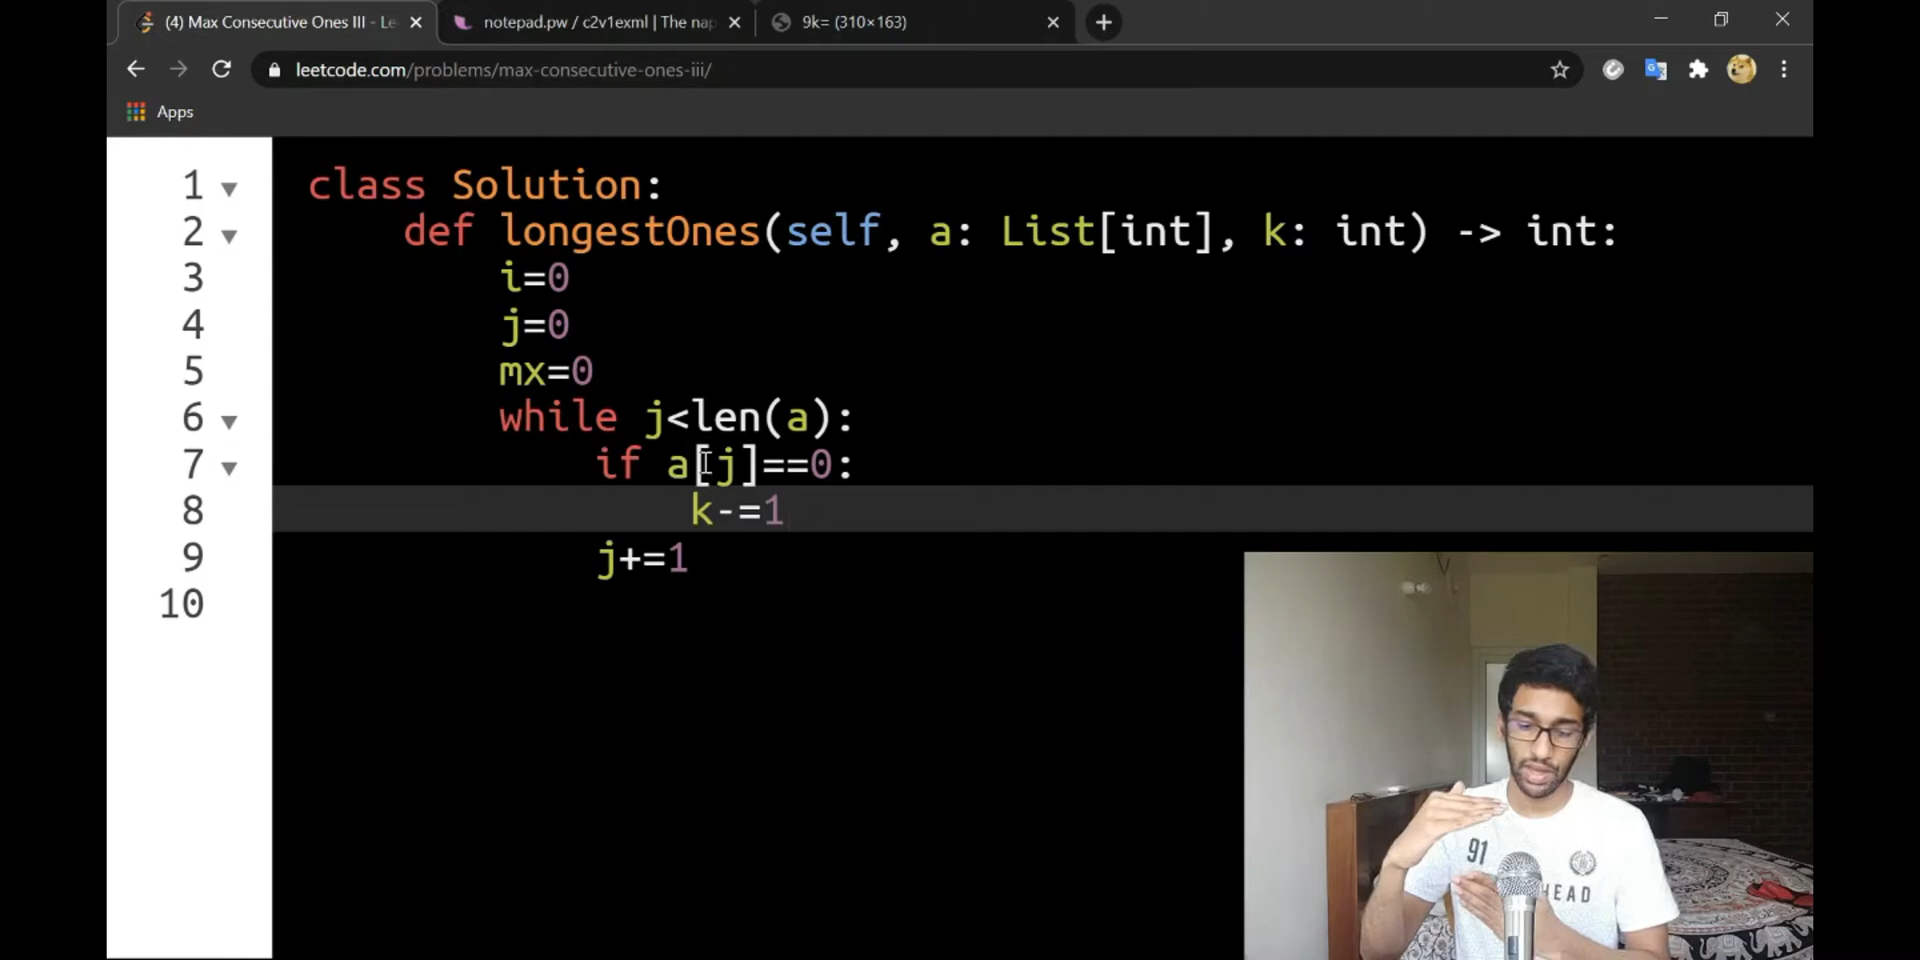 (4) Max Consecutive Ones III - Le
notepad.pw / c2v1exml | The nap
9k= (310×163)
leetcode.com/problems/max-consecutive-ones-iii/
Apps
1 class Solution:
2 def longestOnes(self, a: List[int], k: int) -> int:
3 i=0
4 j=0
5 mx=0
6 while j<len(a):
7 if a[j]==0:
8 k-=1
9 j+=1
10
91
HEAD